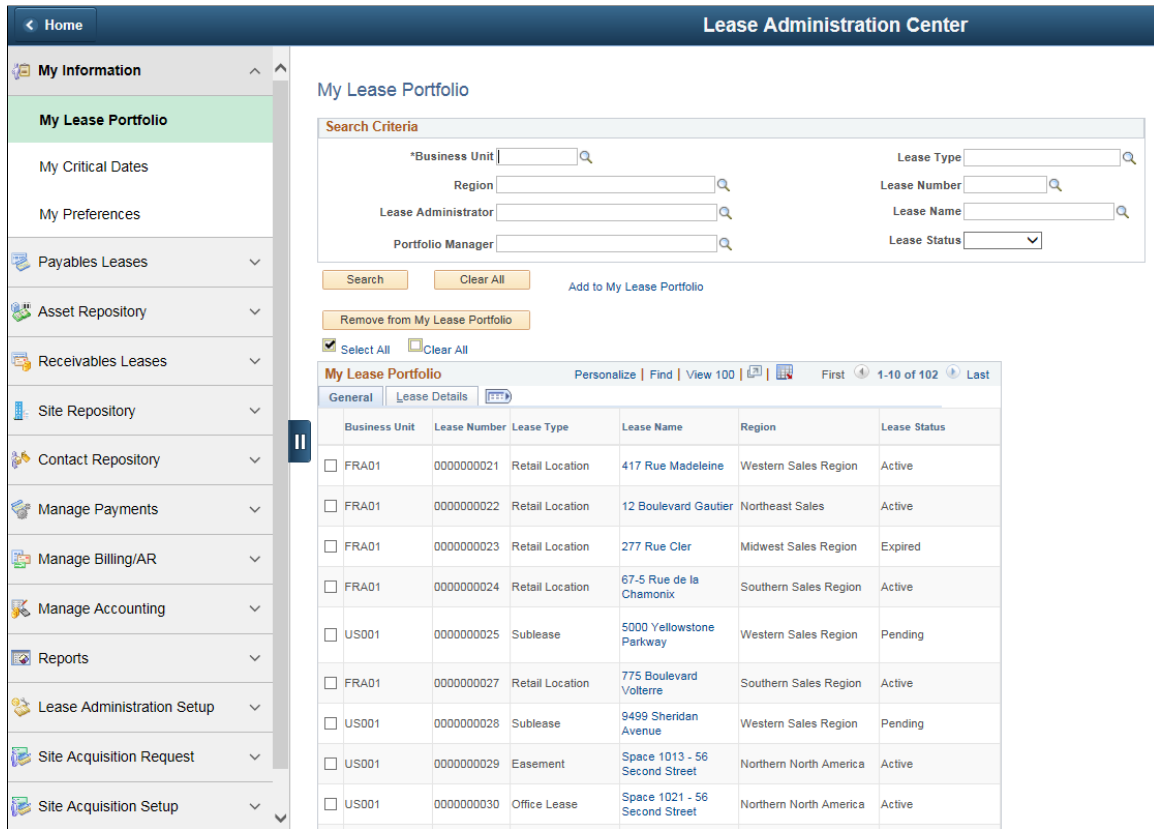 Home
Lease Administration Center
My Information
My Lease Portfolio
My Critical Dates
My Preferences
Payables Leases
Asset Repository
Receivables Leases
Site Repository
Contact Repository
Manage Payments
Manage Billing/AR
Manage Accounting
Reports
Lease Administration Setup
Site Acquisition Request
Site Acquisition Setup
My Lease Portfolio
Search Criteria
*Business Unit Lease Type
Region Lease Number
Lease Administrator Lease Name
Portfolio Manager Lease Status
Search Clear All Add to My Lease Portfolio
Remove from My Lease Portfolio
Select All Clear All
My Lease Portfolio Personalize | Find | View 100 | | First 1-10 of 102 Last
General Lease Details
Business Unit Lease Number Lease Type Lease Name Region Lease Status
FRA01 0000000021 Retail Location 417 Rue Madeleine Western Sales Region Active
FRA01 0000000022 Retail Location 12 Boulevard Gautier Northeast Sales Active
FRA01 0000000023 Retail Location 277 Rue Cler Midwest Sales Region Expired
FRA01 0000000024 Retail Location 67-5 Rue de la
Chamonix Southern Sales Region Active
US001 0000000025 Sublease 5000 Yellowstone
Parkway Western Sales Region Pending
FRA01 0000000027 Retail Location 775 Boulevard
Volterre Southern Sales Region Active
US001 0000000028 Sublease 9499 Sheridan
Avenue Western Sales Region Pending
US001 0000000029 Easement Space 1013 - 56
Second Street Northern North America Active
US001 0000000030 Office Lease Space 1021 - 56
Second Street Northern North America Active